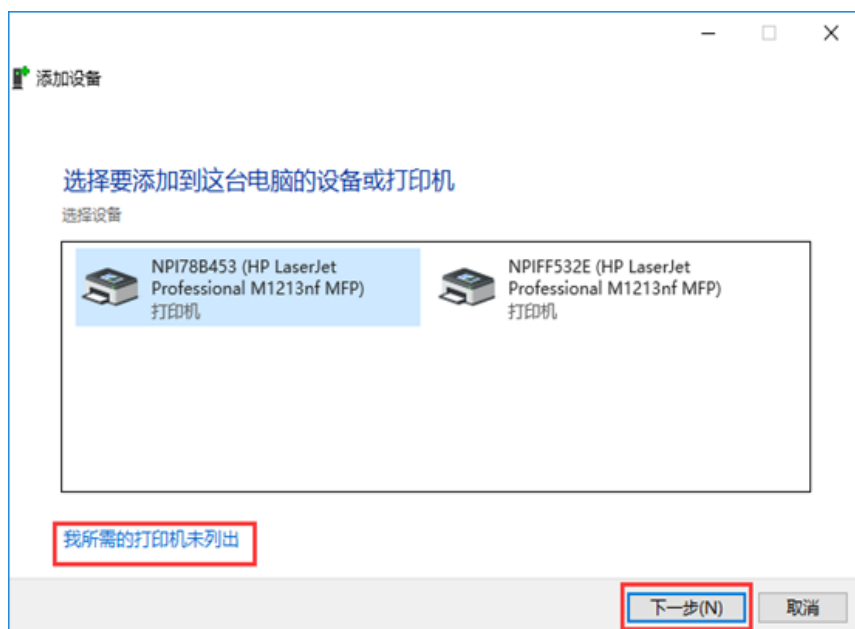 添加设备
选择要添加到这台电脑的设备或打印机
选择设备
NPI78B453 (HP LaserJet
Professional M1213nf MFP)
打印机
NPIFF532E (HP LaserJet
Professional M1213nf MFP)
打印机
我所需的打印机未列出
下一步(N)
取消